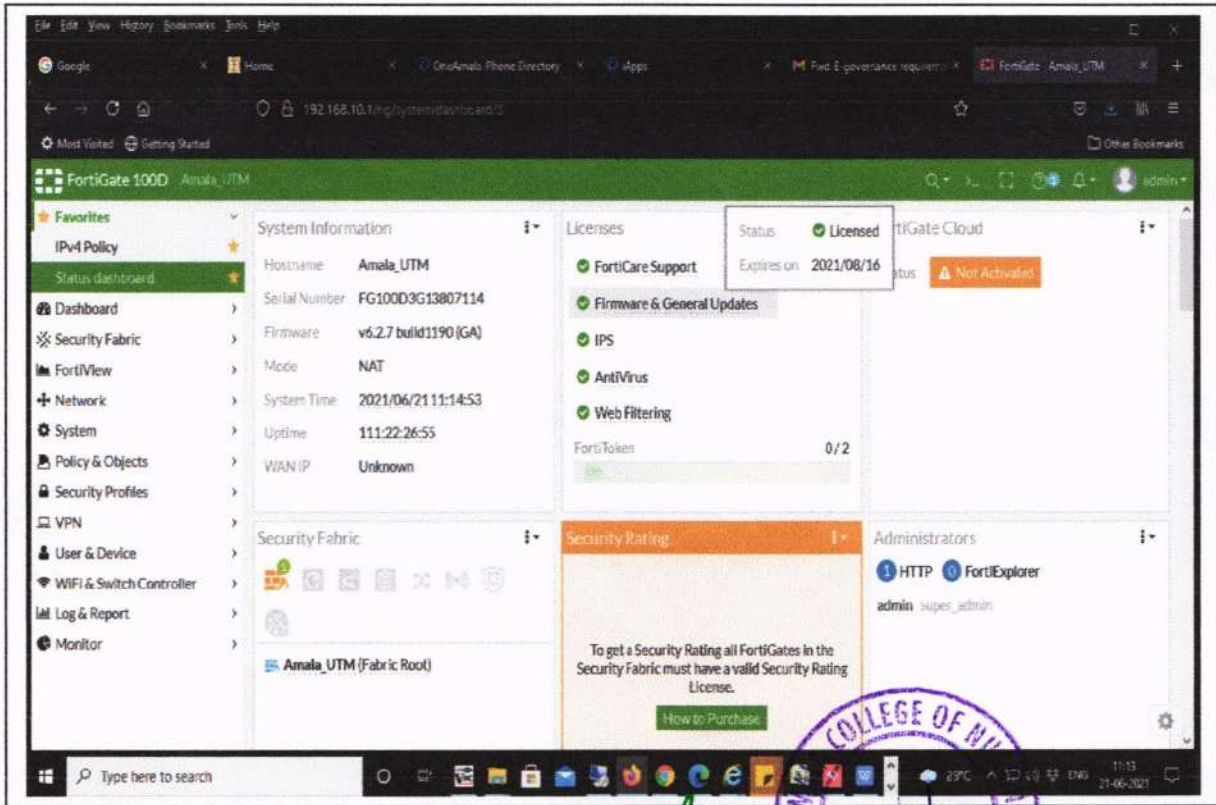 File Edit View History Bookmarks Tools Help
Google
Home
OneAmala Phone Directory
iApps
Fwd: E-governance
FortiGate - Amala_UTM
192.168.10.1/ng/system/dashboard/5
Most Visited
Getting Started
Other Bookmarks
FortiGate 100D Amala_UTM
admin
Favorites
IPv4 Policy
Status dashboard
Dashboard
Security Fabric
FortiView
Network
System
Policy & Objects
Security Profiles
VPN
User & Device
WiFi & Switch Controller
Log & Report
Monitor
System Information
Hostname Amala_UTM
Serial Number FG100D3G13807114
Firmware v6.2.7 build1190 (GA)
Mode NAT
System Time 2021/06/21 11:14:53
Uptime 111:22:26:55
WAN IP Unknown
Licenses
FortiCare Support
Firmware & General Updates
IPS
AntiVirus
Web Filtering
FortiToken 0/2
Status Licensed
Expires on 2021/08/16
tiGate Cloud
Not Activated
Security Fabric
Amala_UTM (Fabric Root)
Security Rating
To get a Security Rating all FortiGates in the
Security Fabric must have a valid Security Rating
License.
How to Purchase
Administrators
1 HTTP 0 FortiExplorer
admin super_admin
COLLEGE OF
Type here to search
29°C
ENG
11:13
21-06-2021